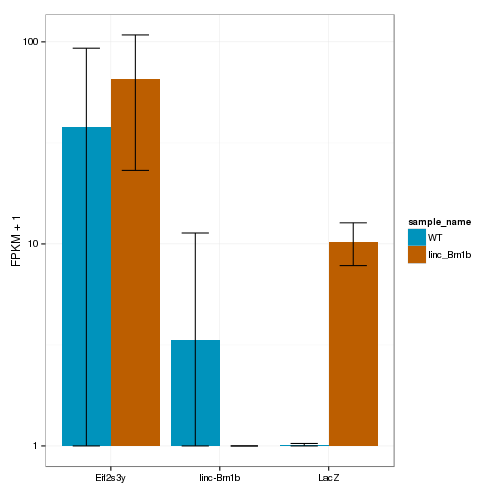 100
10
1
FPKM + 1
Eif2s3y
linc-Brn1b
LacZ
sample_name
WT
linc_Brn1b